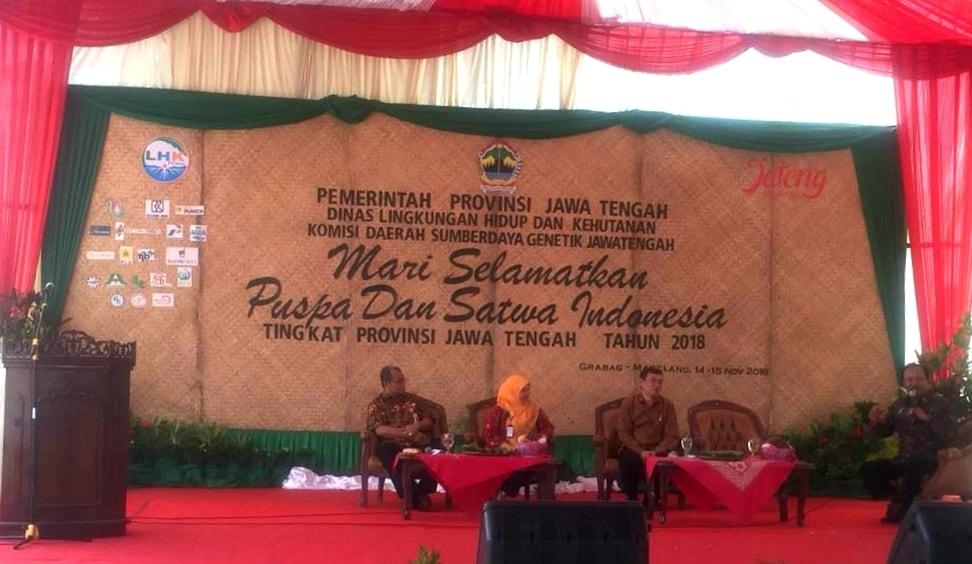 LHK
Jateng
PEMERINTAH PROVINSI JAWA TENGAH
DINAS LINGKUNGAN HIDUP DAN KEHUTANAN
KOMISI DAERAH SUMBERDAYA GENETIK JAWATENGAH
Mari Selamatkan
Puspa Dan Satwa Indonesia
TINGKAT PROVINSI JAWA TENGAH TAHUN 2018
GRABAG - MAGELANG, 14 -15 NOV 2018